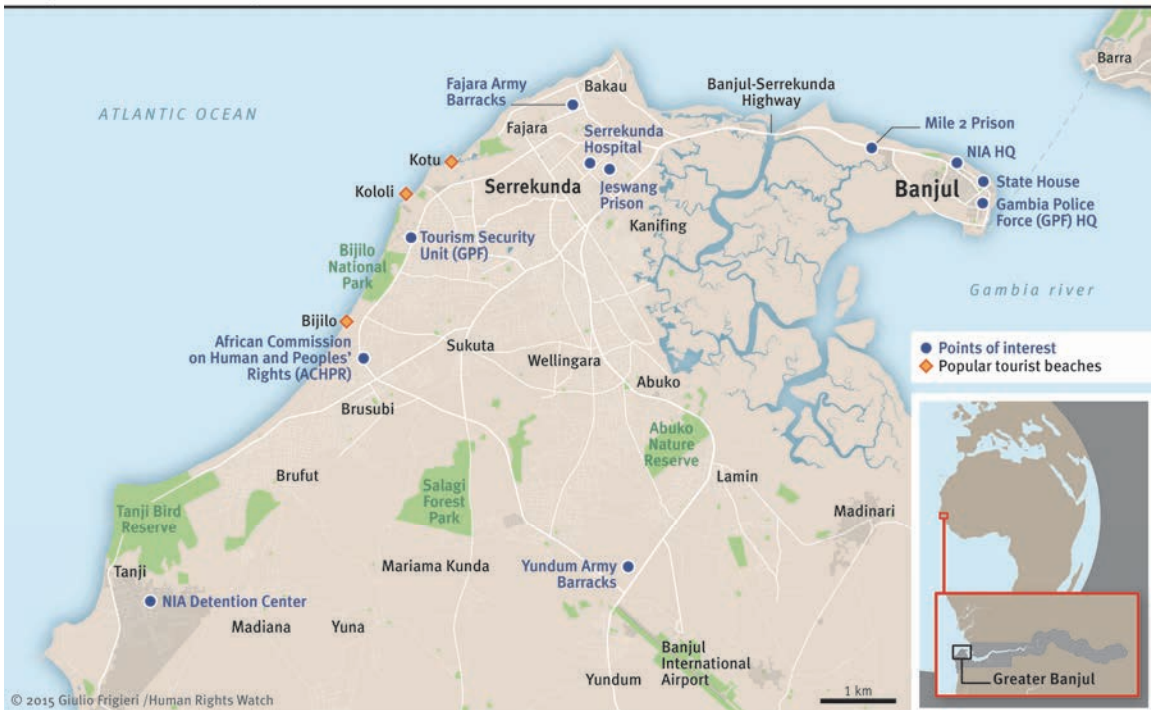 Barra
ATLANTIC OCEAN
Fajara Army
Barracks
Bakau
Banjul-Serrekunda
Highway
Fajara
Serrekunda
Hospital
Mile 2 Prison
Kotu
NIA HQ
Kololi
Serrekunda
Jeswang
Prison
Banjul
State House
Gambia Police
Force (GPF) HQ
Kanifing
Tourism Security
Unit (GPF)
Bijilo
National
Park
Gambia river
Bijilo
African Commission
on Human and Peoples'
Rights (ACHPR)
Sukuta
Wellingara
Abuko
Points of interest
Popular tourist beaches
Brusubi
Abuko
Nature
Reserve
Brufut
Lamin
Salagi
Forest
Park
Tanji Bird
Reserve
Madinari
Tanji
Mariama Kunda
Yundum Army
Barracks
NIA Detention Center
Madiana
Yuna
Banjul
International
Airport
Yundum
Greater Banjul
1 km
© 2015 Giulio Frigieri /Human Rights Watch